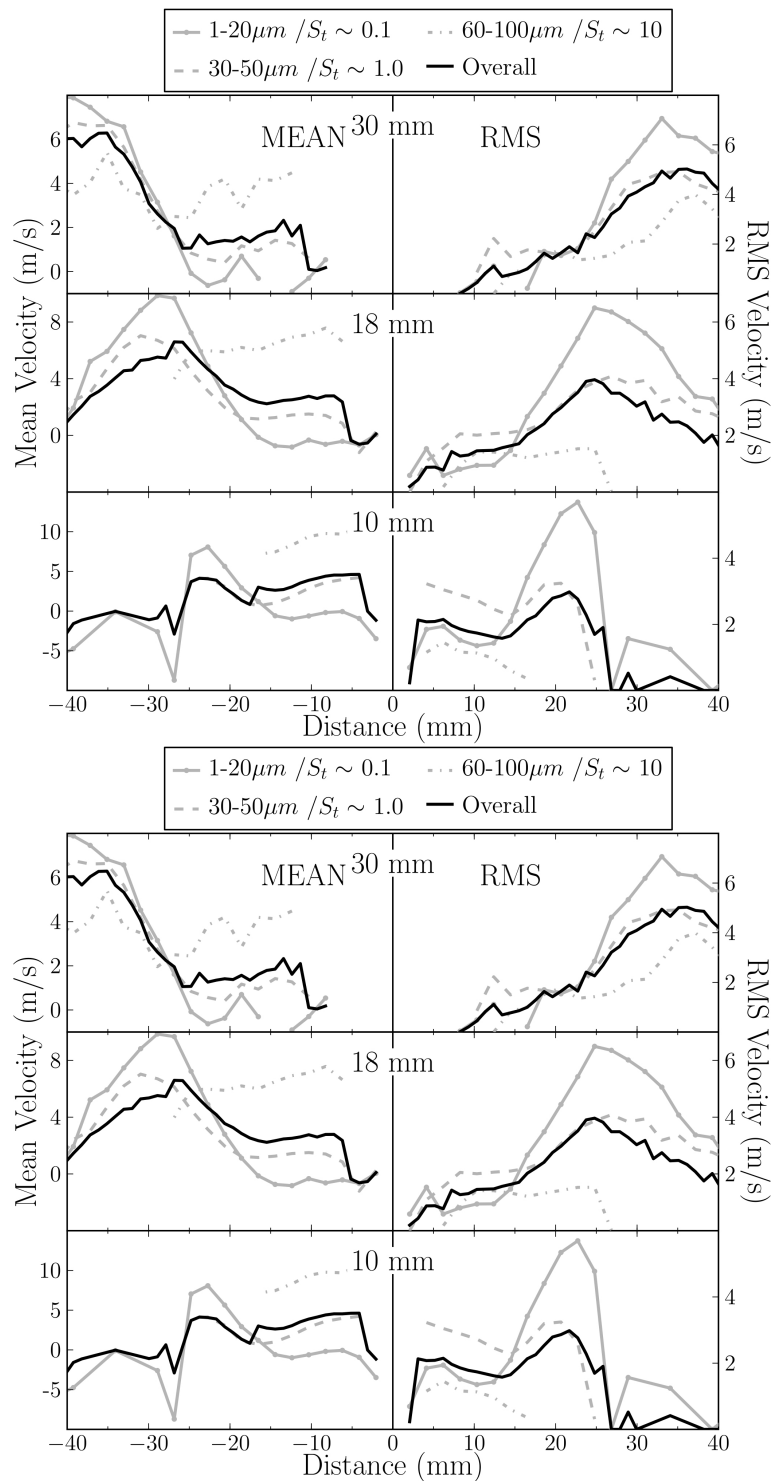 1-20μm /S_t ∼ 0.1
60-100μm /S_t ∼ 10
30-50μm /S_t ∼ 1.0
Overall
MEAN 30 mm RMS
6
4
2
0
6
4
2
18 mm
8
4
0
6
4
2
10 mm
10
5
0
−5
4
2
Mean Velocity (m/s)
RMS Velocity (m/s)
−40 −30 −20 −10 0 10 20 30 40
Distance (mm)
1-20μm /S_t ∼ 0.1
60-100μm /S_t ∼ 10
30-50μm /S_t ∼ 1.0
Overall
MEAN 30 mm RMS
6
4
2
0
6
4
2
18 mm
8
4
0
6
4
2
10 mm
10
5
0
−5
4
2
Mean Velocity (m/s)
RMS Velocity (m/s)
−40 −30 −20 −10 0 10 20 30 40
Distance (mm)